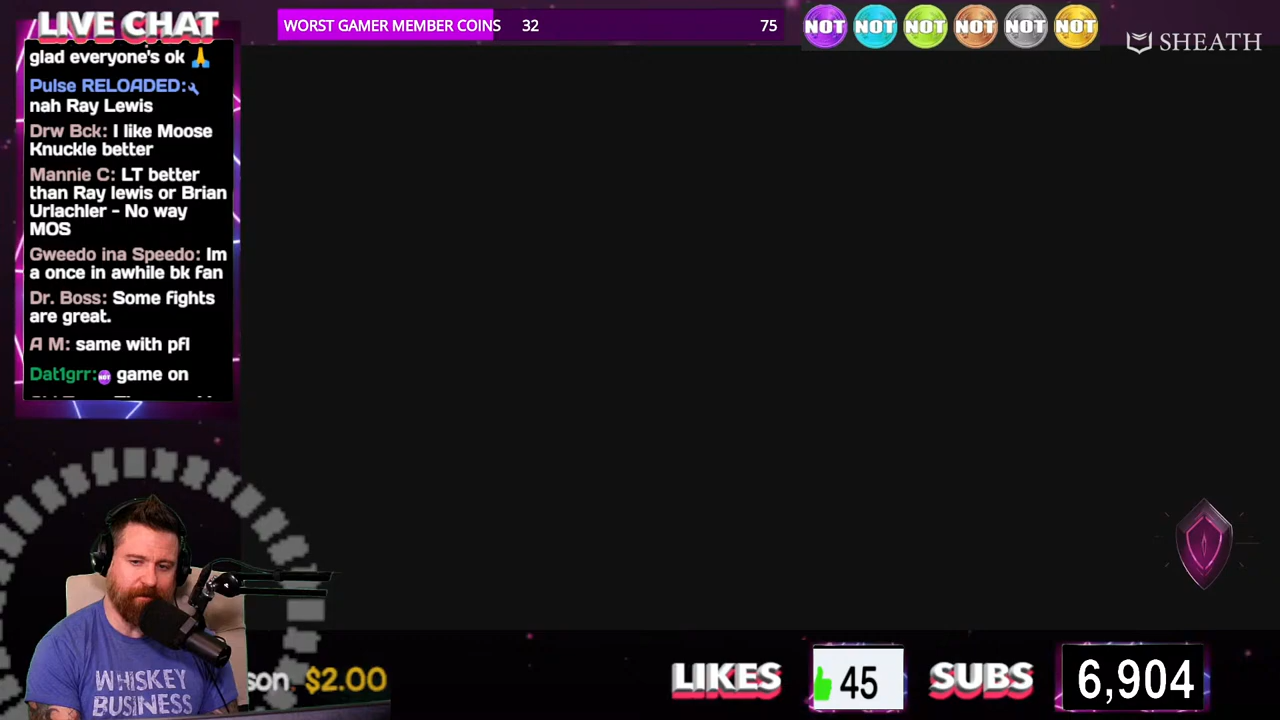 LIVE CHAT
WORST GAMER MEMBER COINS 32 75
NOT NOT NOT NOT NOT NOT
SHEATH
glad everyone's ok 🙏
Pulse RELOADED:
nah Ray Lewis
Drw Bck: I like Moose
Knuckle better
Mannie C: LT better
than Ray lewis or Brian
Urlachler - No way
MOS
Gweedo ina Speedo: Im
a once in awhile bk fan
Dr. Boss: Some fights
are great.
A M: same with pfl
Dat1grr: NOT game on
WHISKEY
BUSINESS
son $2.00
LIKES 45 SUBS 6,904